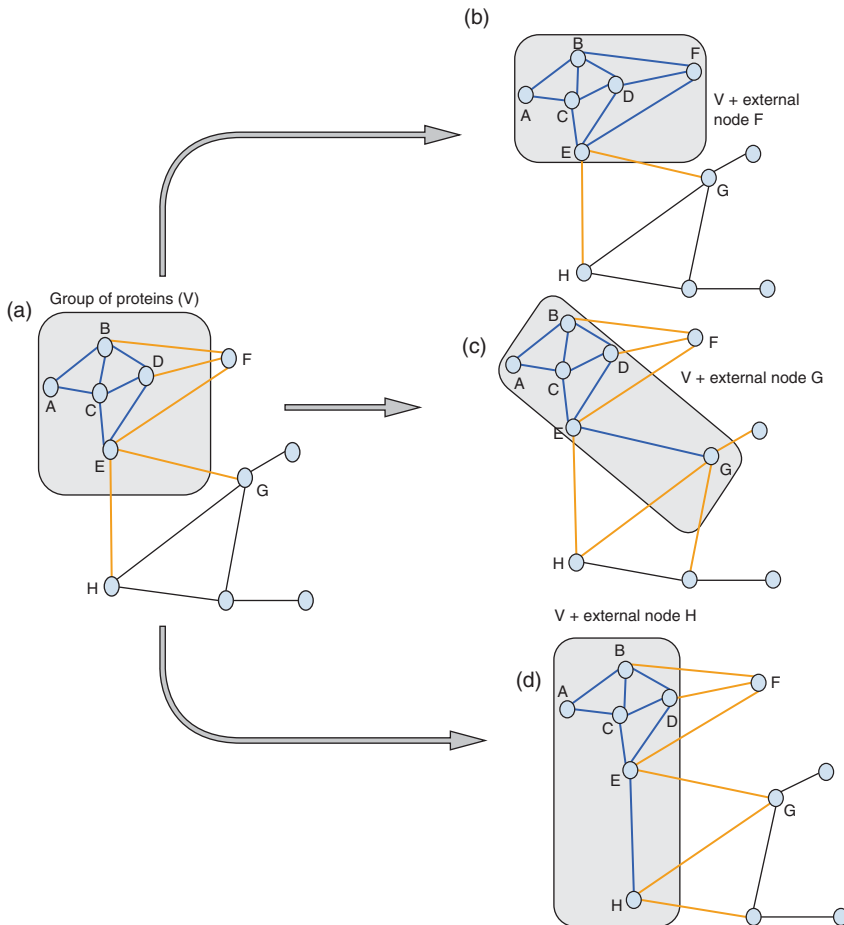 (a)
Group of proteins (V)
B
D
F
A
C
E
G
H
(b)
B
F
D
A
C
V + external
node F
E
G
H
(c)
B
F
D
A
C
V + external node G
E
G
H
V + external node H
(d)
B
A
F
D
C
E
G
H